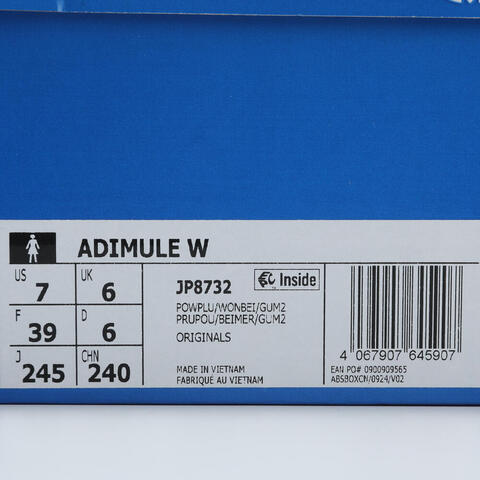 ADIMULE W
US UK
7 6
F D
39 6
J CHN
245 240
JP8732
Inside
POWPLU/WONBEI/GUM2
PRUPOU/BEIMER/GUM2
ORIGINALS
MADE IN VIETNAM
FABRIQUÉ AU VIETNAM
4 067907 645907
EAN PO# 0900909565
ABSBOXCN/0924/V02